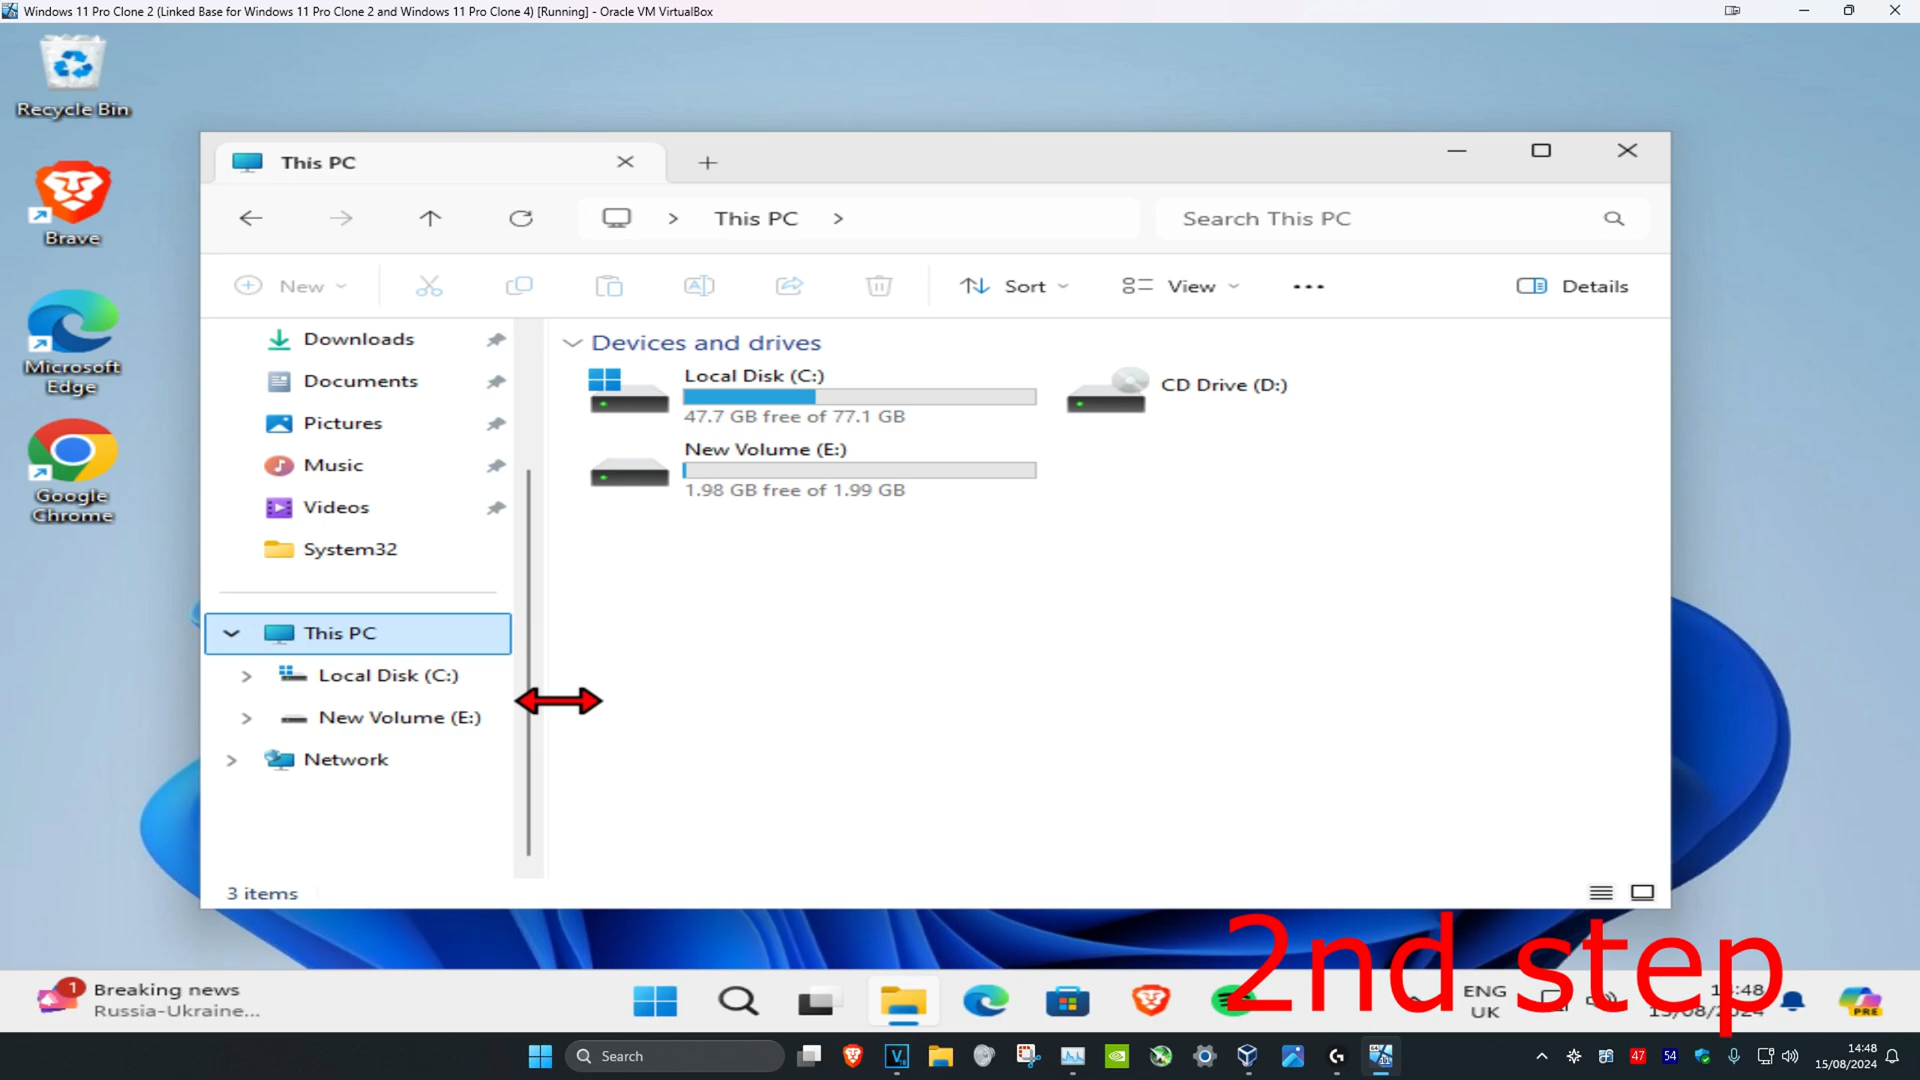 Windows 11 Pro Clone 2 (Linked Base for Windows 11 Pro Clone 2 and Windows 11 Pro Clone 4) [Running] - Oracle VM VirtualBox
Recycle Bin
Brave
Microsoft
Edge
Google
Chrome
This PC
This PC
Search This PC
New
Sort
View
Details
Downloads
Documents
Pictures
Music
Videos
System32
This PC
Local Disk (C:)
New Volume (E:)
Network
Devices and drives
Local Disk (C:)
47.7 GB free of 77.1 GB
CD Drive (D:)
New Volume (E:)
1.98 GB free of 1.99 GB
3 items
2nd step
1
Breaking news
Russia-Ukraine...
ENG
UK
14:48
15/08/2024
PRE
Search
47
54
14:48
15/08/2024